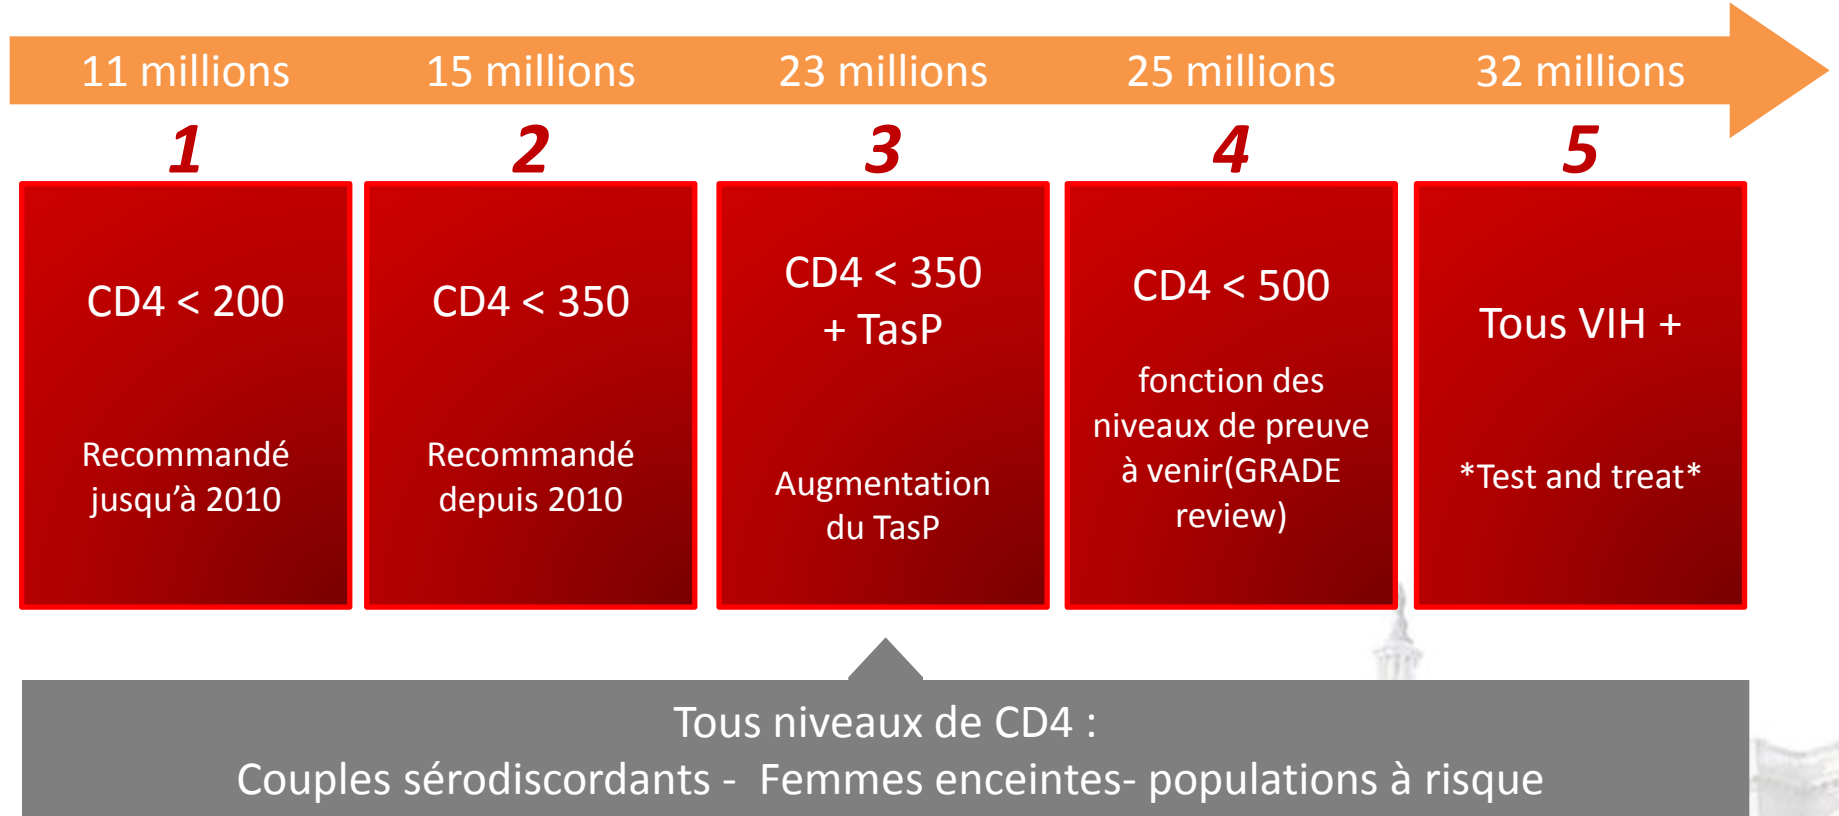 11 millions
15 millions
23 millions
25 millions
32 millions
1
2
3
4
5
CD4 < 200
Recommandé
jusqu’à 2010
CD4 < 350
Recommandé
depuis 2010
CD4 < 350
+ TasP
Augmentation
du TasP
CD4 < 500
fonction des
niveaux de preuve
à venir(GRADE
review)
Tous VIH +
*Test and treat*
Tous niveaux de CD4 :
Couples sérodiscordants - Femmes enceintes- populations à risque